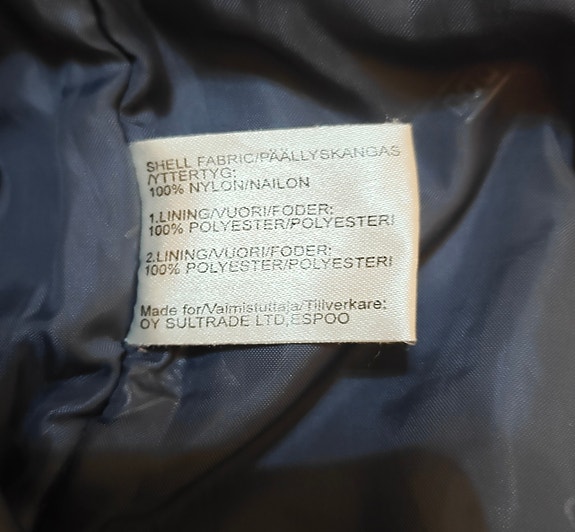 SHELL FABRIC/PÄÄLLYSKANGAS
/YTTERTYG:
100% NYLON/NAILON
1.LINING/VUORI/FODER:
100% POLYESTER/POLYESTERI
2.LINING/VUORI/FODER:
100% POLYESTER/POLYESTERI
Made for/Valmistuttaja/Tillverkare:
OY SULTRADE LTD,ESPOO